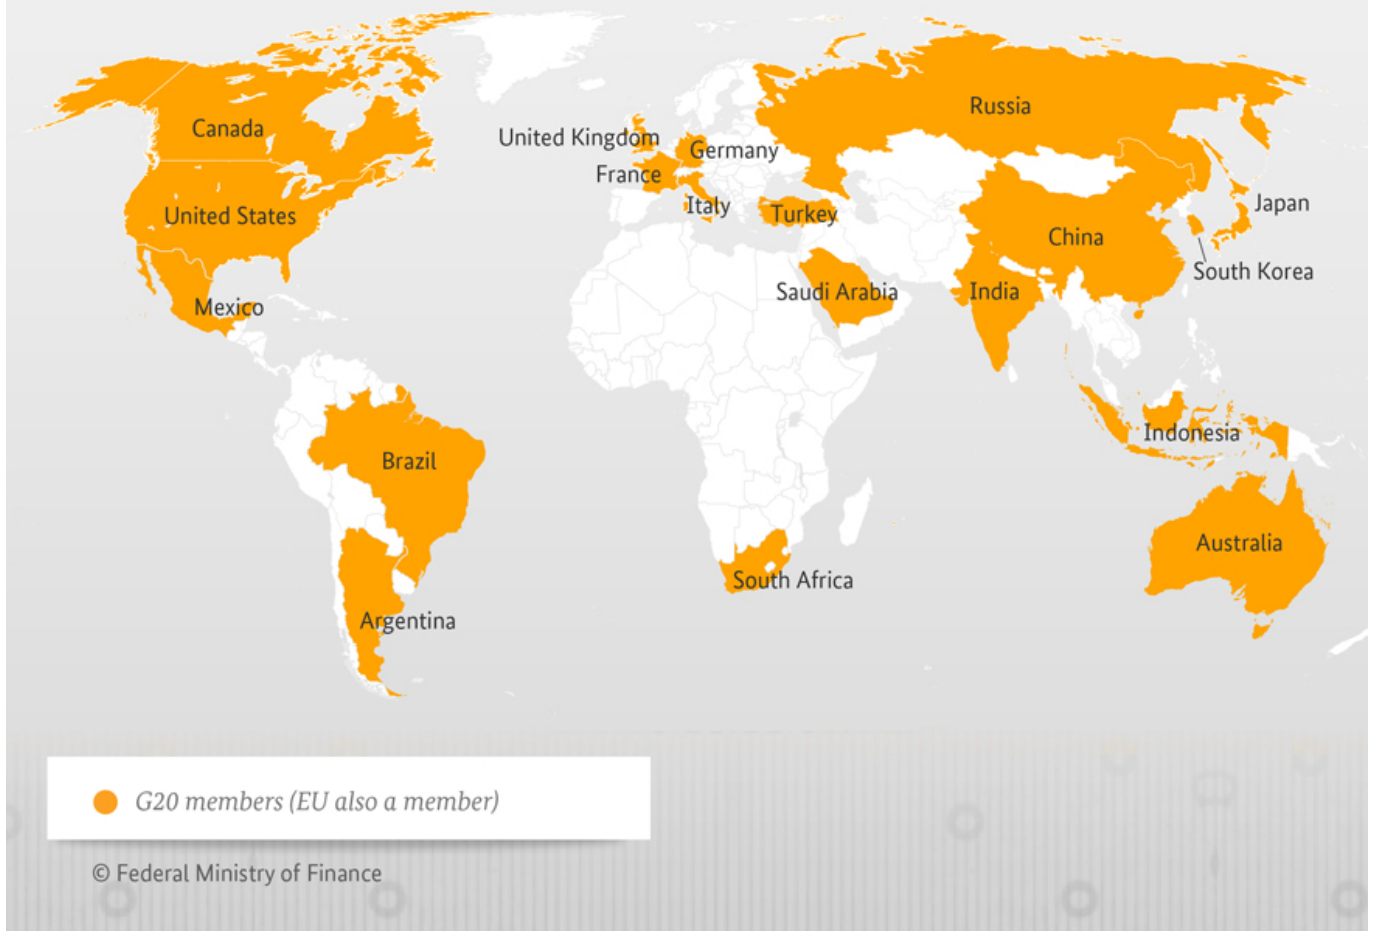 Canada
United States
Mexico
Brazil
Argentina
United Kingdom
France
Germany
Italy
Turkey
Saudi Arabia
South Africa
Russia
China
India
Japan
South Korea
Indonesia
Australia
G20 members (EU also a member)
© Federal Ministry of Finance